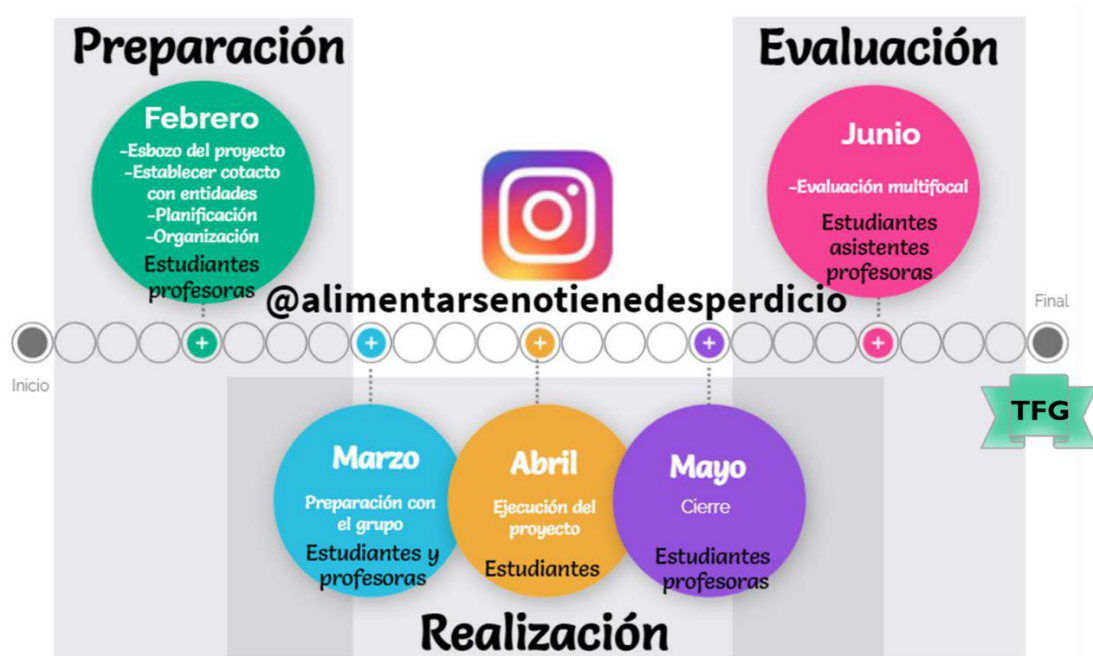 Preparación
Febrero
-Esbozo del proyecto
-Establecer cotacto
con entidades
-Planificación
-Organización
Estudiantes
profesoras
Evaluación
Junio
-Evaluación multifocal
Estudiantes
asistentes
profesoras
@alimentarsenotienedesperdicio
Inicio
Final
TFG
Marzo
Preparación con
el grupo
Estudiantes y
profesoras
Abril
Ejecución del
proyecto
Estudiantes
Mayo
Cierre
Estudiantes
profesoras
Realización